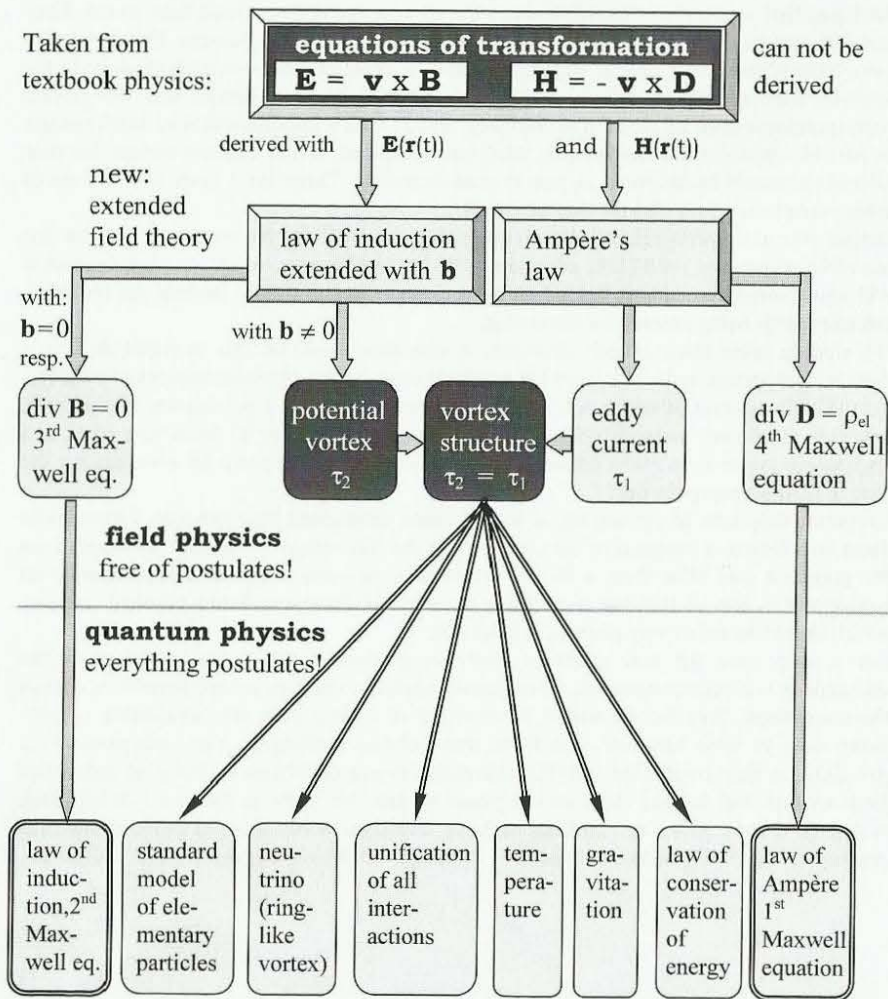 Taken from
textbook physics:
equations of transformation
E = v x B
H = - v x D
can not be
derived
derived with E(r(t))
and H(r(t))
new:
extended
field theory
law of induction
extended with b
Ampère’s
law
with:
b=0
resp.
with b ≠ 0
div B = 0
3rd Max-
well eq.
potential
vortex
τ2
vortex
structure
τ2 = τ1
eddy
current
τ1
div D = ρel
4th Maxwell
equation
field physics
free of postulates!
quantum physics
everything postulates!
law of
induc-
tion,2nd
Max-
well eq.
standard
model
of ele-
mentary
particles
neu-
trino
(ring-
like
vortex)
unification
of all
inter-
actions
tem-
pera-
ture
gra-
vita-
tion
law of
conser-
vation
of
energy
law of
Ampère
1st
Maxwell
equation